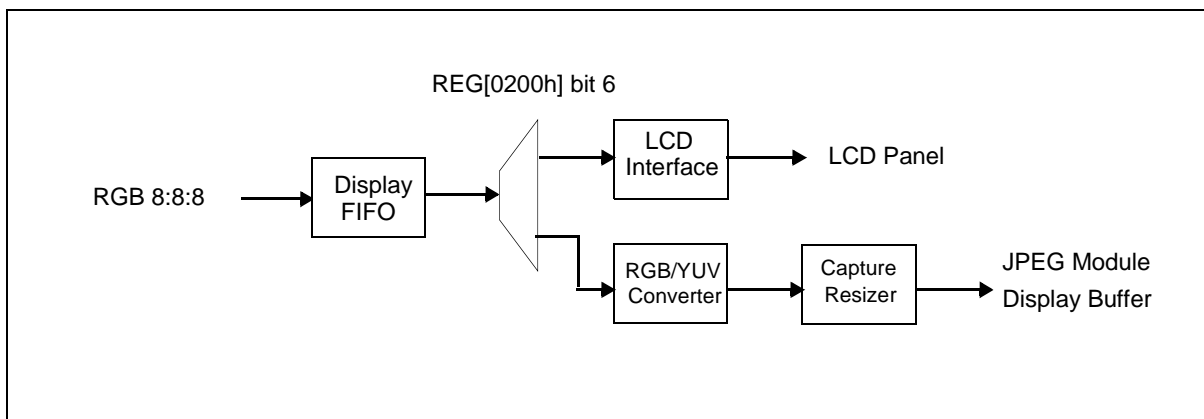 REG[0200h] bit 6
LCD
Interface
LCD Panel
RGB 8:8:8
Display
FIFO
RGB/YUV
Converter
Capture
Resizer
JPEG Module
Display Buffer